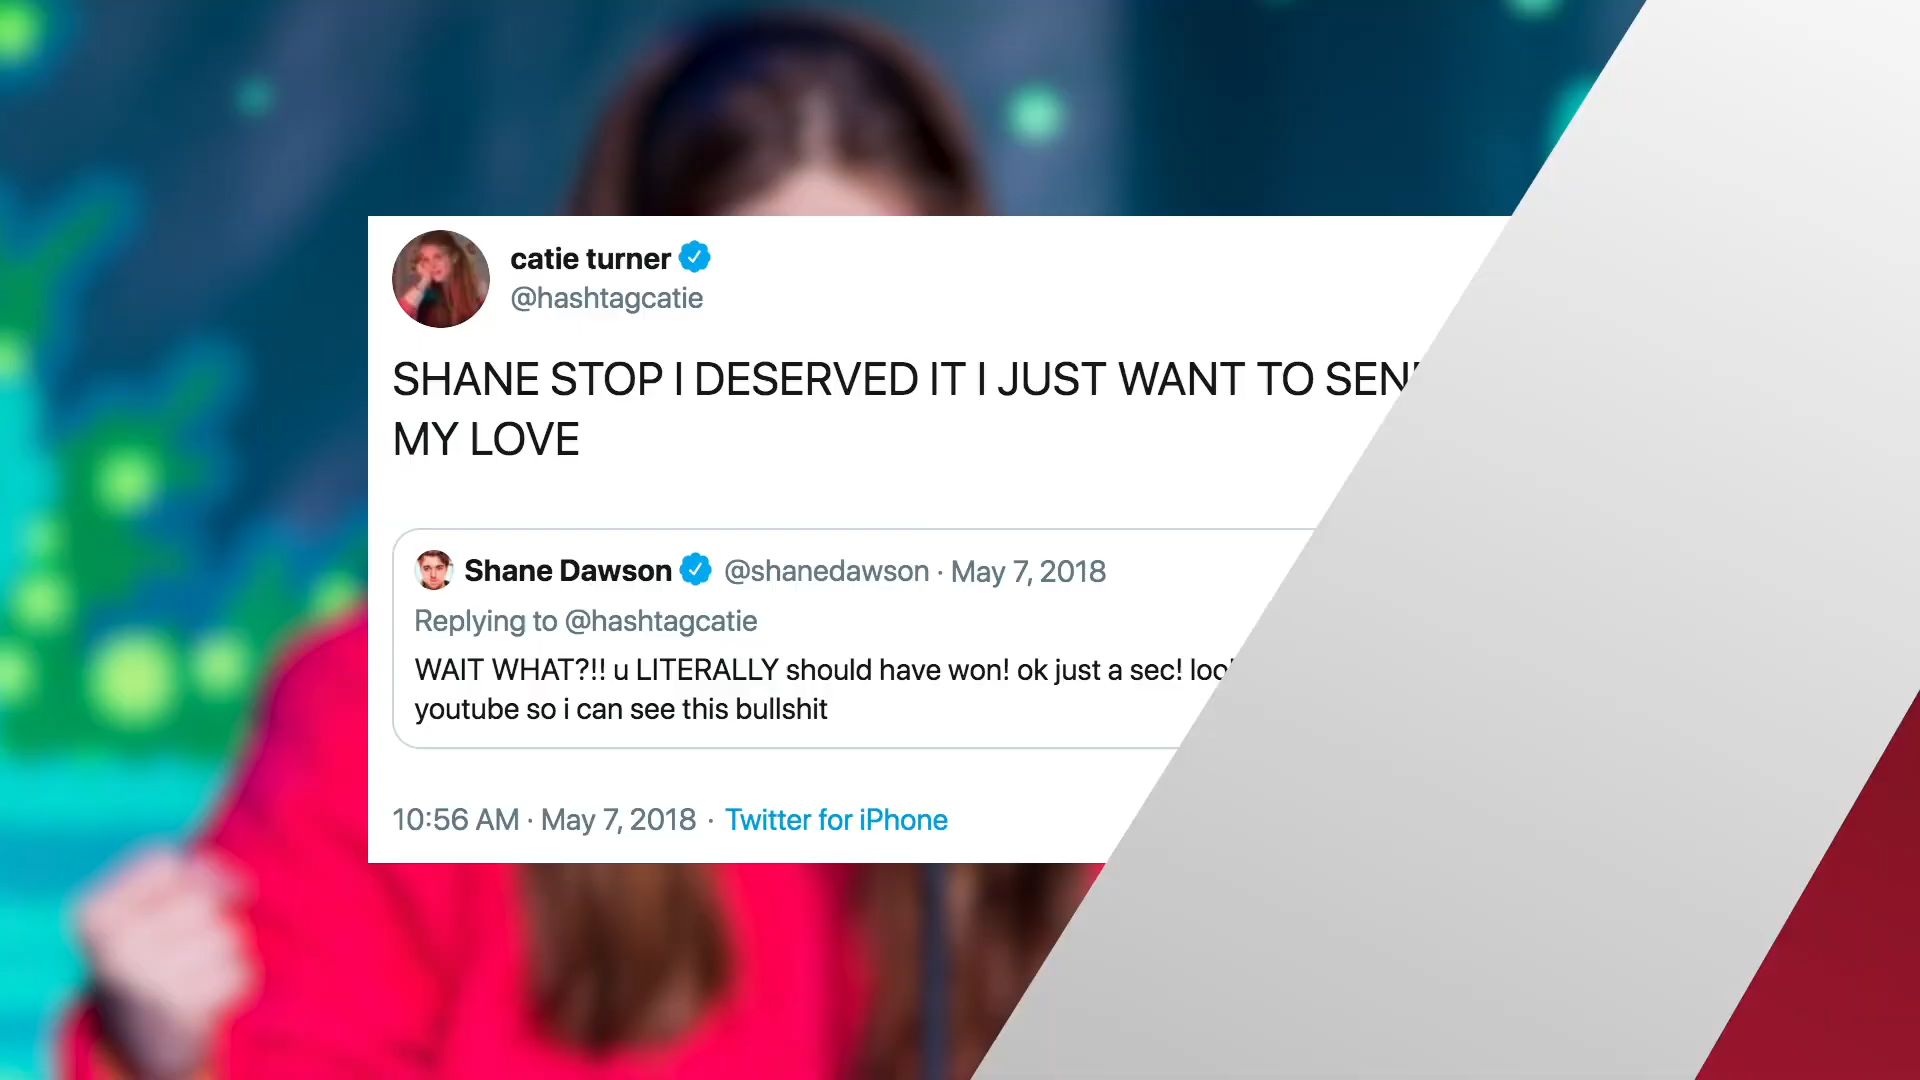 catie turner
@hashtagcatie
SHANE STOP I DESERVED IT I JUST WANT TO
MY LOVE
Shane Dawson @shanedawson · May 7, 2018
Replying to @hashtagcatie
WAIT WHAT?!! u LITERALLY should have won! ok just a sec!
youtube so i can see this bullshit
10:56 AM · May 7, 2018 · Twitter for iPhone